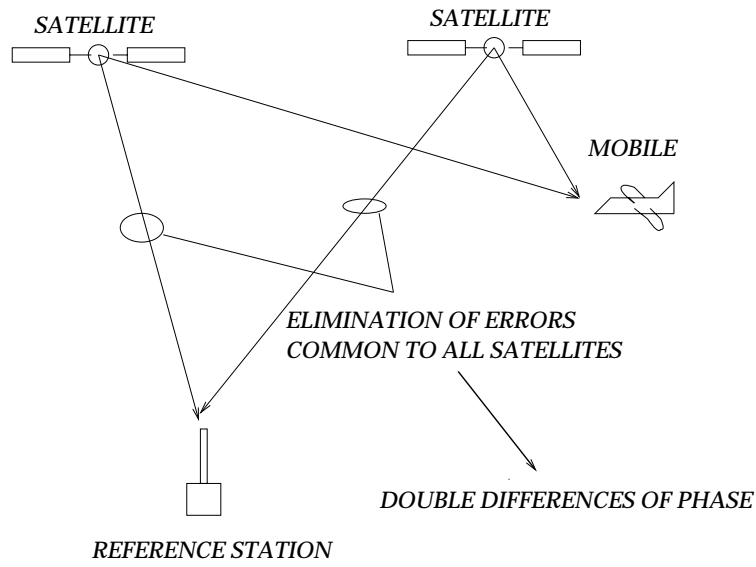 SATELLITE
SATELLITE
MOBILE
ELIMINATION OF ERRORS
COMMON TO ALL SATELLITES
DOUBLE DIFFERENCES OF PHASE
REFERENCE STATION